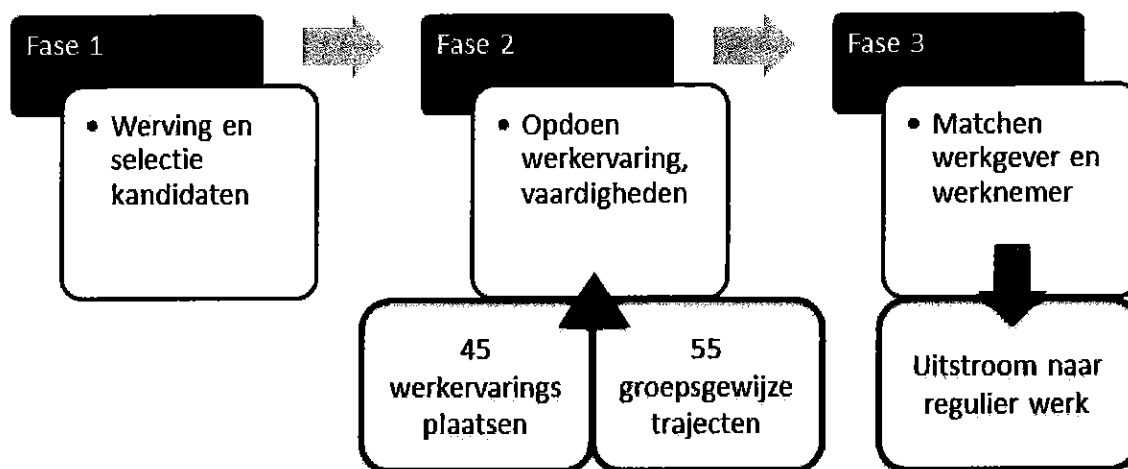 Fase 1
• Werving en
selectie
kandidaten
Fase 2
• Opdoen
werkervaring,
vaardigheden
45
werkervarings
plaatsen
55
groepsgewijze
trajecten
Fase 3
• Matchen
werkgever en
werknemer
Uitstroom naar
regulier werk